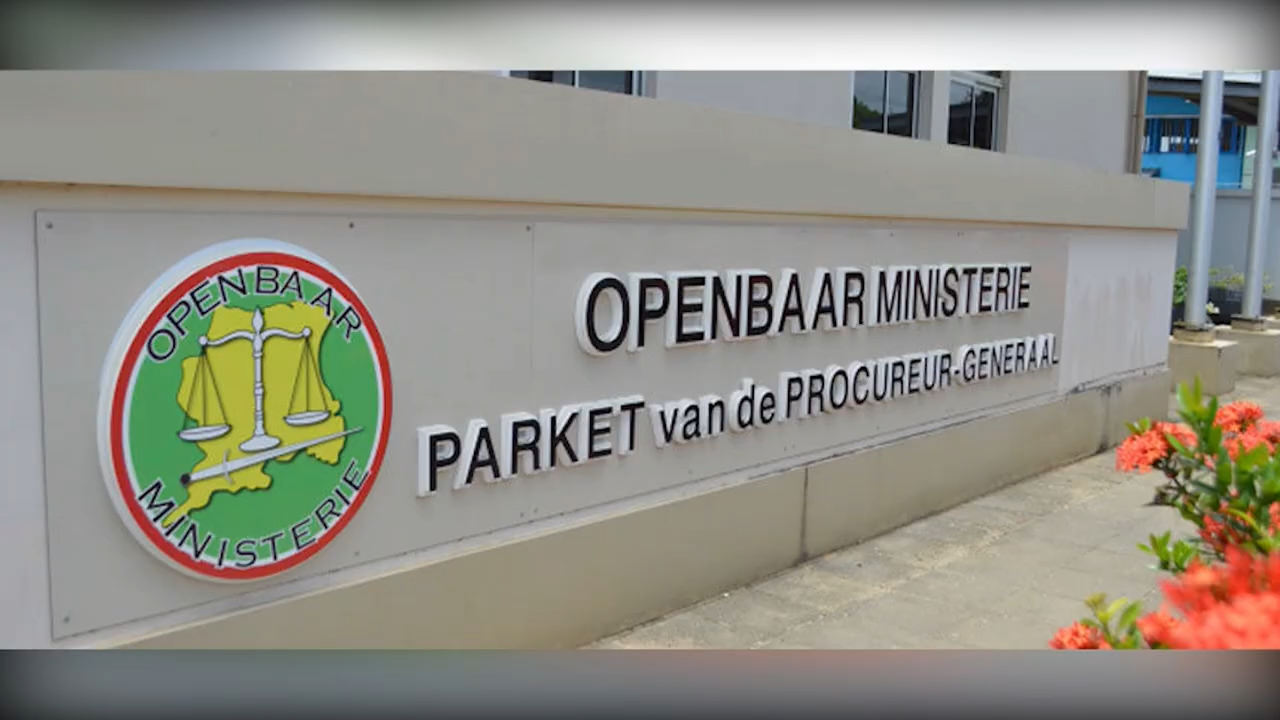 OPENBAAR
MINISTERIE
OPENBAAR MINISTERIE
PARKET van de PROCUREUR-GENERAAL